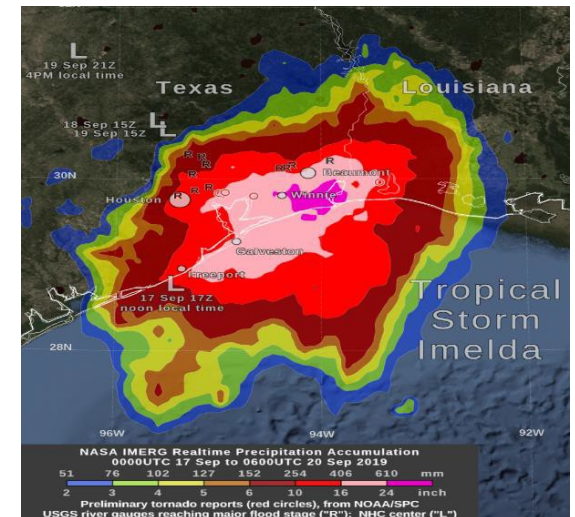 L
19 Sep 21Z
4PM local time
Texas
Louisiana
18 Sep 15Z
L
19 Sep 15Z
L
R
R R
R
R
R
R R R
30N
Beaumont
R R
R
Houston
Winnie
Galveston
Freeport
L
17 Sep 17Z
noon local time
Tropical
Storm
Imelda
28N
96W
94W
92W
NASA IMERG Realtime Precipitation Accumulation
0000UTC 17 Sep to 0600UTC 20 Sep 2019
51 76 102 127 152 254 406 610 mm
2 3 4 5 6 10 16 24 inch
Preliminary tornado reports (red circles), from NOAA/SPC
USGS river gauges reaching major flood stage ("R"); NHC center ("L")